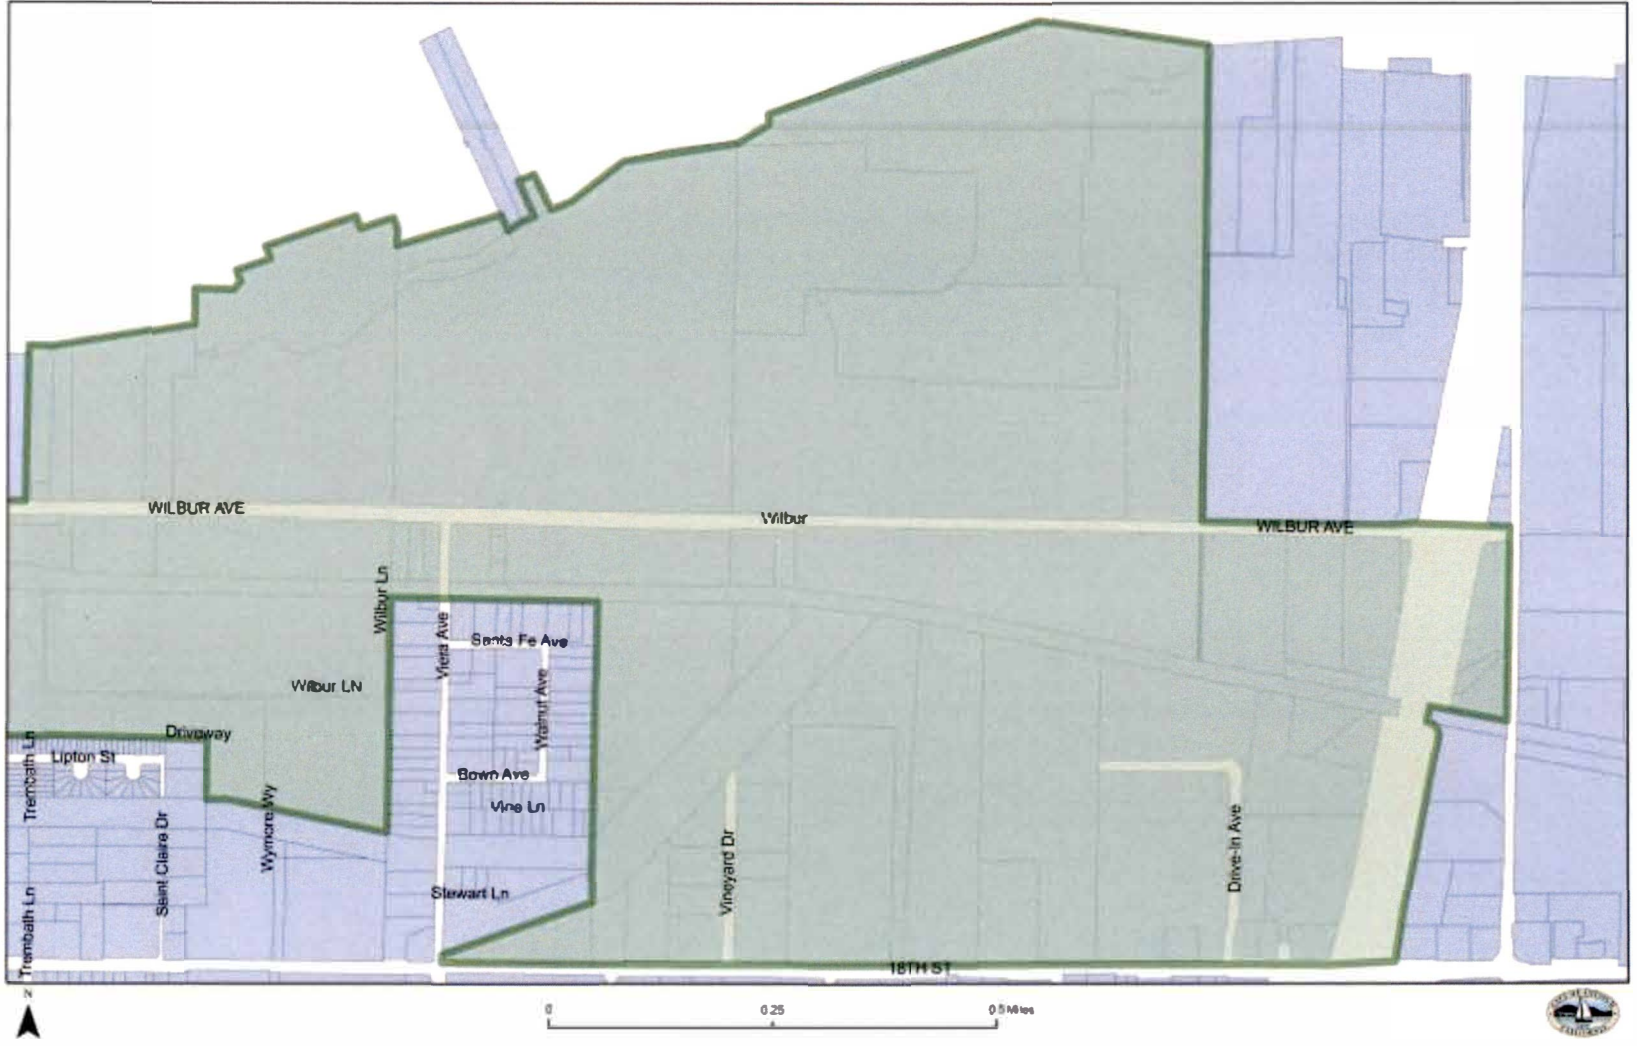 WILBUR AVE
Wilbur
WILBUR AVE
Wilbur Ln
Viera Ave
Santa Fe Ave
Wilbur LN
Walnut Ave
Driveway
Lipton St
Trembath Ln
Bown Ave
Vine Ln
Saint Claire Dr
Wymore Wy
Vineyard Dr
Drive-In Ave
Stewart Ln
Trembath Ln
18TH ST
N
0
0.25
0.5 Miles